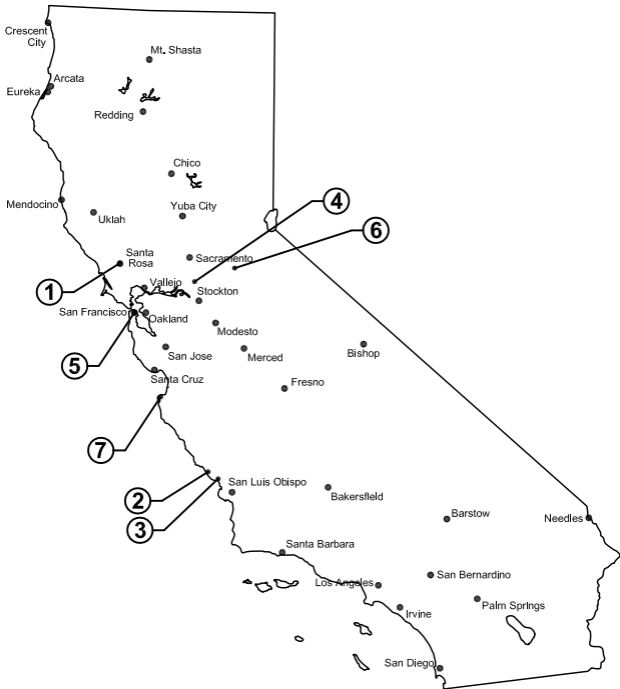 Crescent
City
Mt. Shasta
Arcata
Eureka
Redding
Chico
Mendocino
Yuba City
Ukiah
4
6
Santa
Rosa
Sacramento
1
Vallejo
Stockton
San Francisco
Oakland
Modesto
5
San Jose
Merced
Bishop
Santa Cruz
Fresno
7
2
San Luis Obispo
Bakersfield
3
Barstow
Needles
Santa Barbara
Los Angeles
San Bernardino
Irvine
Palm Springs
San Diego